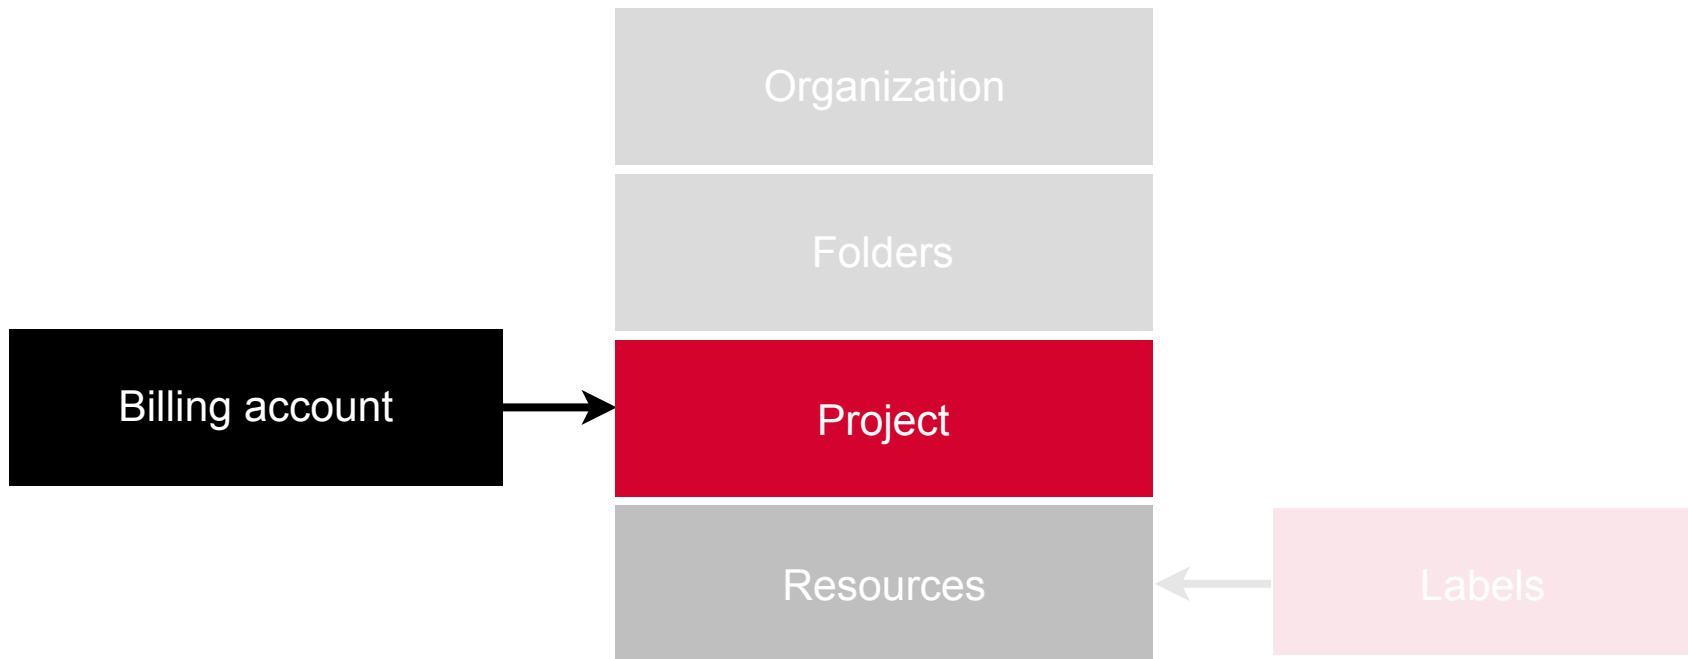 Organization
Folders
Billing account
Project
Resources
Labels